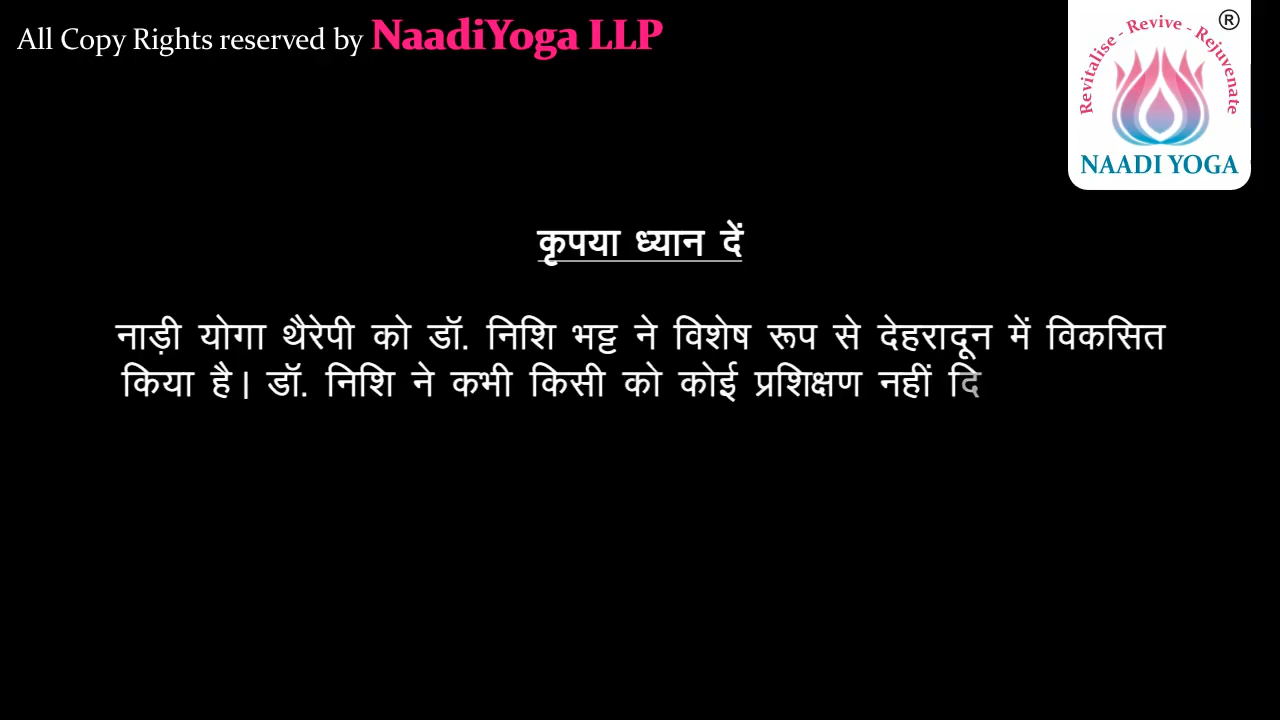 All Copy Rights reserved by NaadiYoga LLP
®
Revitalise - Revive - Rejuvenate
NAADI YOGA
कृपया ध्यान दें
नाड़ी योगा थैरेपी को डॉ. निशि भट्ट ने विशेष रूप से देहरादून में विकसित
किया है। डॉ. निशि ने कभी किसी को कोई प्रशिक्षण नहीं दि